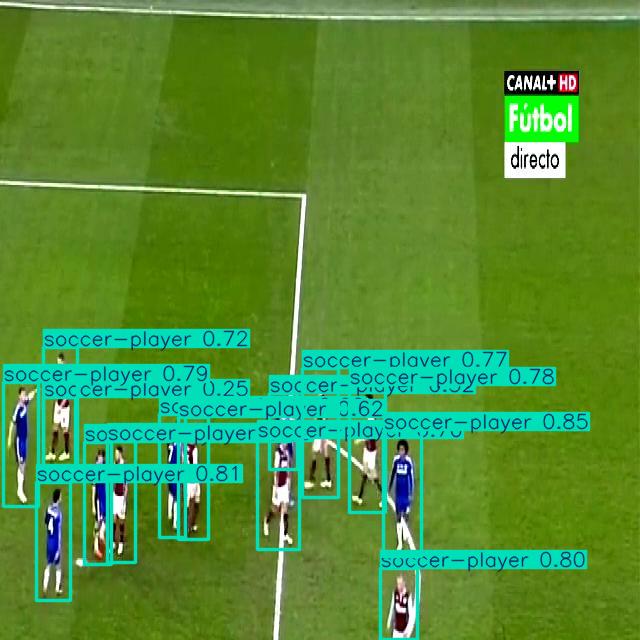 CANAL+ HD
Fútbol
directo
soccer-player 0.72
soccer-player 0.77
soccer-player 0.79
soccer-player 0.78
soccer-player 0.25
soccer-player 0.62
soccer-player 0.85
soccer-player
soccer-player 0.81
soccer-player 0.80